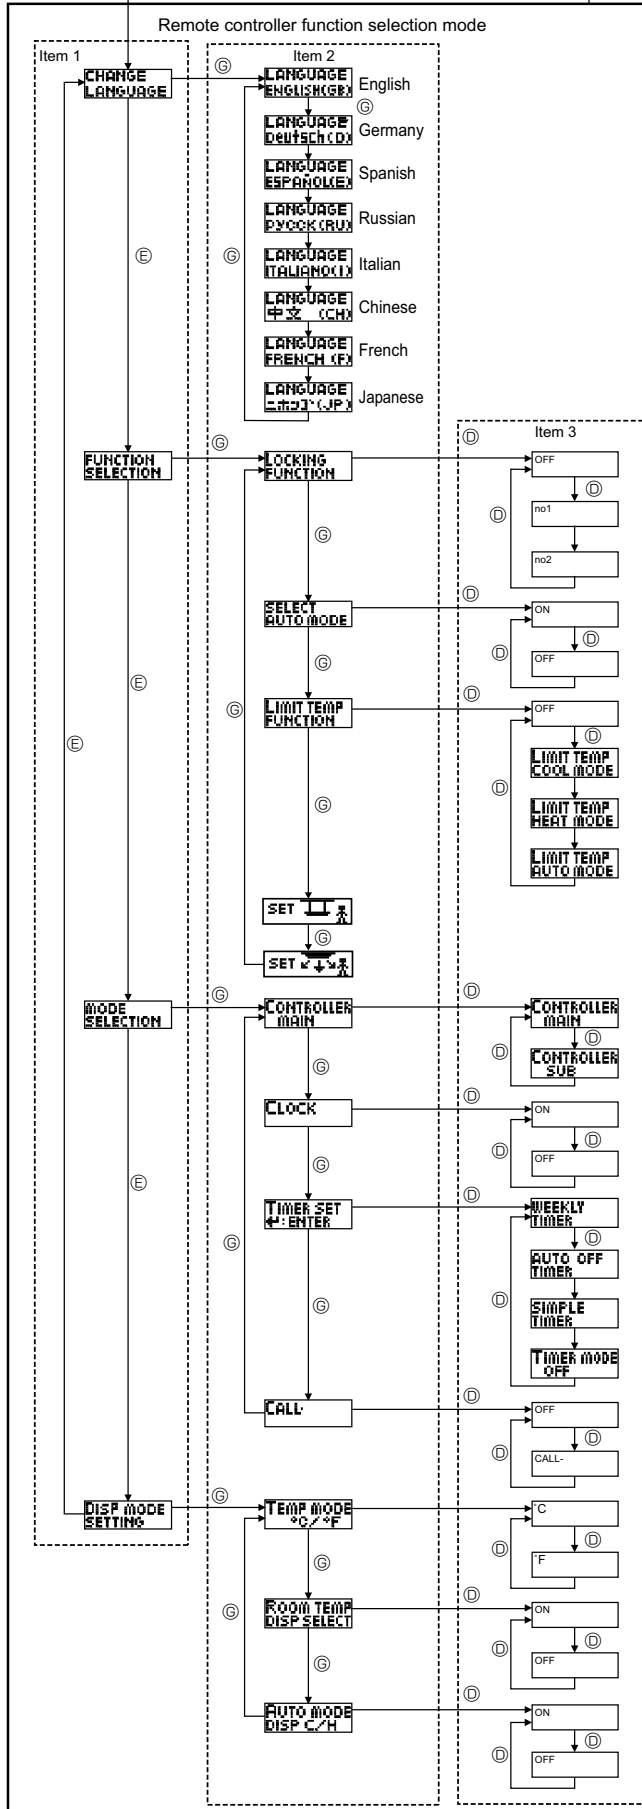 Remote controller function selection mode
Item 1
Item 2
CHANGE
LANGUAGE
G
LANGUAGE
ENGLISH(GB)
English
G
LANGUAGE
Deutsch(D)
Germany
LANGUAGE
ESPAÑOL(E)
Spanish
LANGUAGE
РУССК(RU)
Russian
E
G
LANGUAGE
ITALIANO(I)
Italian
LANGUAGE
中文 (CH)
Chinese
LANGUAGE
FRENCH (F)
French
LANGUAGE
ニホンゴ(JP)
Japanese
Item 3
FUNCTION
SELECTION
G
LOCKING
FUNCTION
D
OFF
D
D
no1
G
no2
SELECT
AUTO MODE
D
ON
D
D
OFF
G
E
G
E
LIMIT TEMP
FUNCTION
D
OFF
D
LIMIT TEMP
COOL MODE
D
G
LIMIT TEMP
HEAT MODE
LIMIT TEMP
AUTO MODE
SET
G
SET
MODE
SELECTION
G
CONTROLLER
MAIN
D
CONTROLLER
MAIN
D
D
CONTROLLER
SUB
G
CLOCK
D
ON
D
D
OFF
G
E
TIMER SET
↵:ENTER
D
WEEKLY
TIMER
D
G
AUTO OFF
TIMER
G
D
SIMPLE
TIMER
TIMER MODE
OFF
CALL-
D
OFF
D
D
CALL-
DISP MODE
SETTING
G
TEMP MODE
°C/°F
D
°C
D
D
°F
G
ROOM TEMP
DISP SELECT
D
ON
G
D
D
OFF
G
AUTO MODE
DISP C/H
D
ON
D
D
OFF